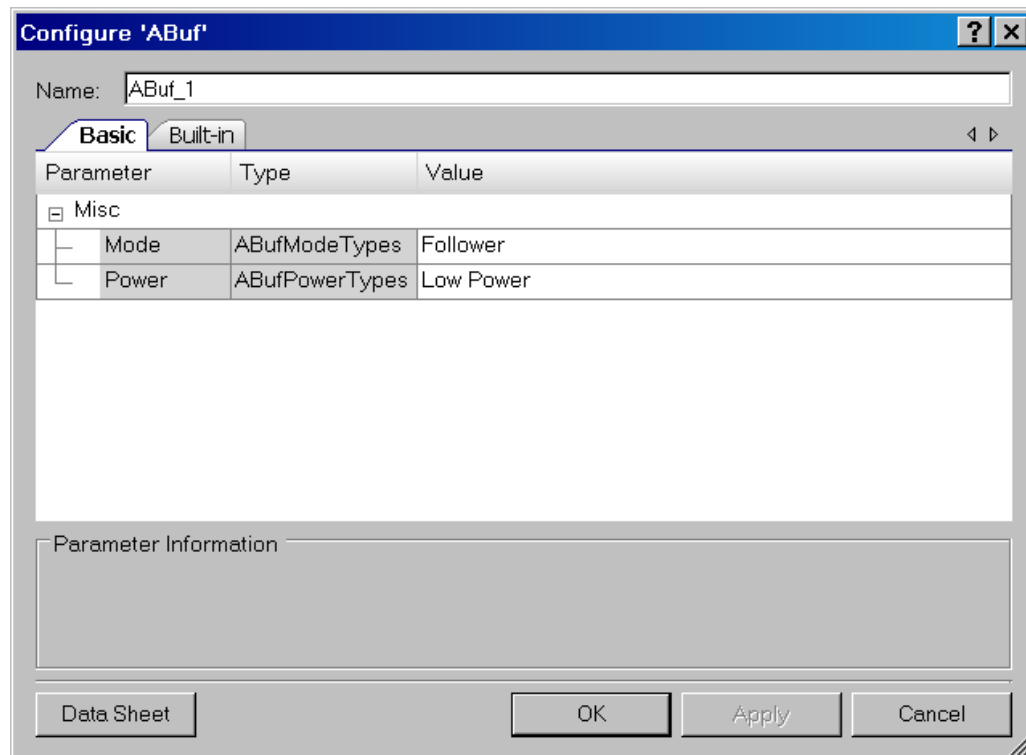 Configure 'ABuf'
? ×
Name: ABuf_1
Basic Built-in
Parameter Type Value
Misc
Mode ABufModeTypes Follower
Power ABufPowerTypes Low Power
Parameter Information
Data Sheet OK Apply Cancel